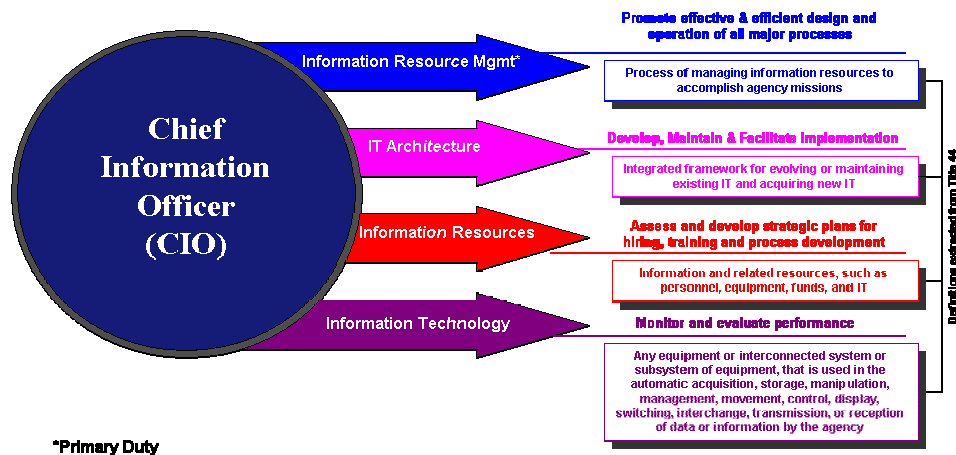 Chief
Information
Officer
(CIO)
Information Resource Mgmt*
Promote effective & efficient design and
operation of all major processes
Process of managing information resources to
accomplish agency missions
IT Architecture
Develop, Maintain & Facilitate Implementation
Integrated framework for evolving or maintaining
existing IT and acquiring new IT
Information Resources
Assess and develop strategic plans for
hiring, training and process development
Information and related resources, such as
personnel, equipment, funds, and IT
Information Technology
Monitor and evaluate performance
Any equipment or interconnected system or
subsystem of equipment, that is used in the
automatic acquisition, storage, manipulation,
management, movement, control, display,
switching, interchange, transmission, or reception
of data or information by the agency
Definitions extracted from Title 44
*Primary Duty